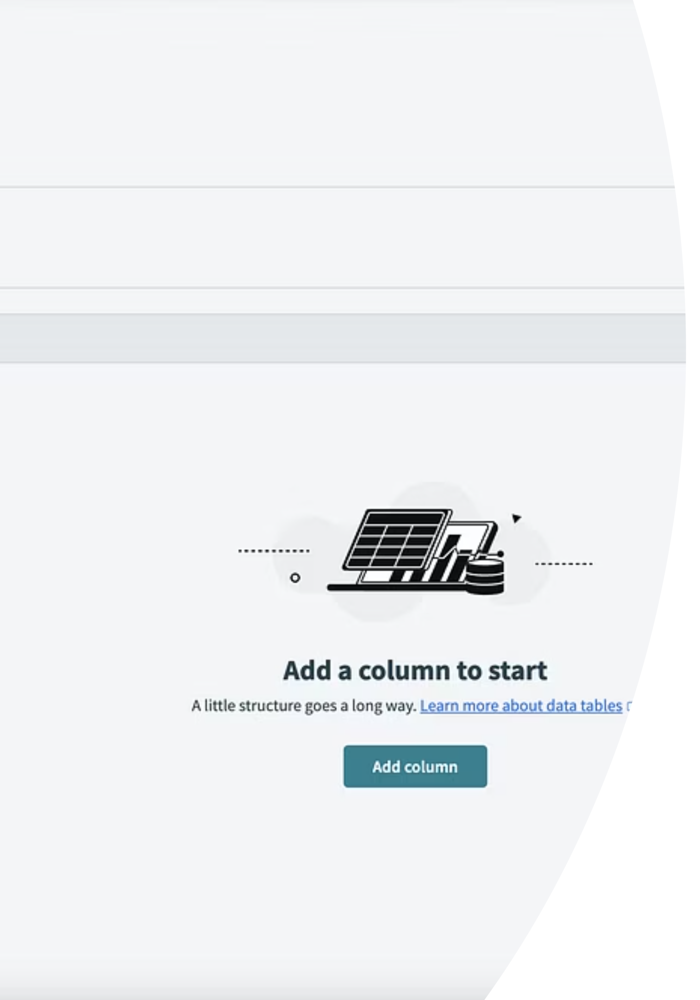 Add a column to start
A little structure goes a long way. Learn more about data tables
Add column